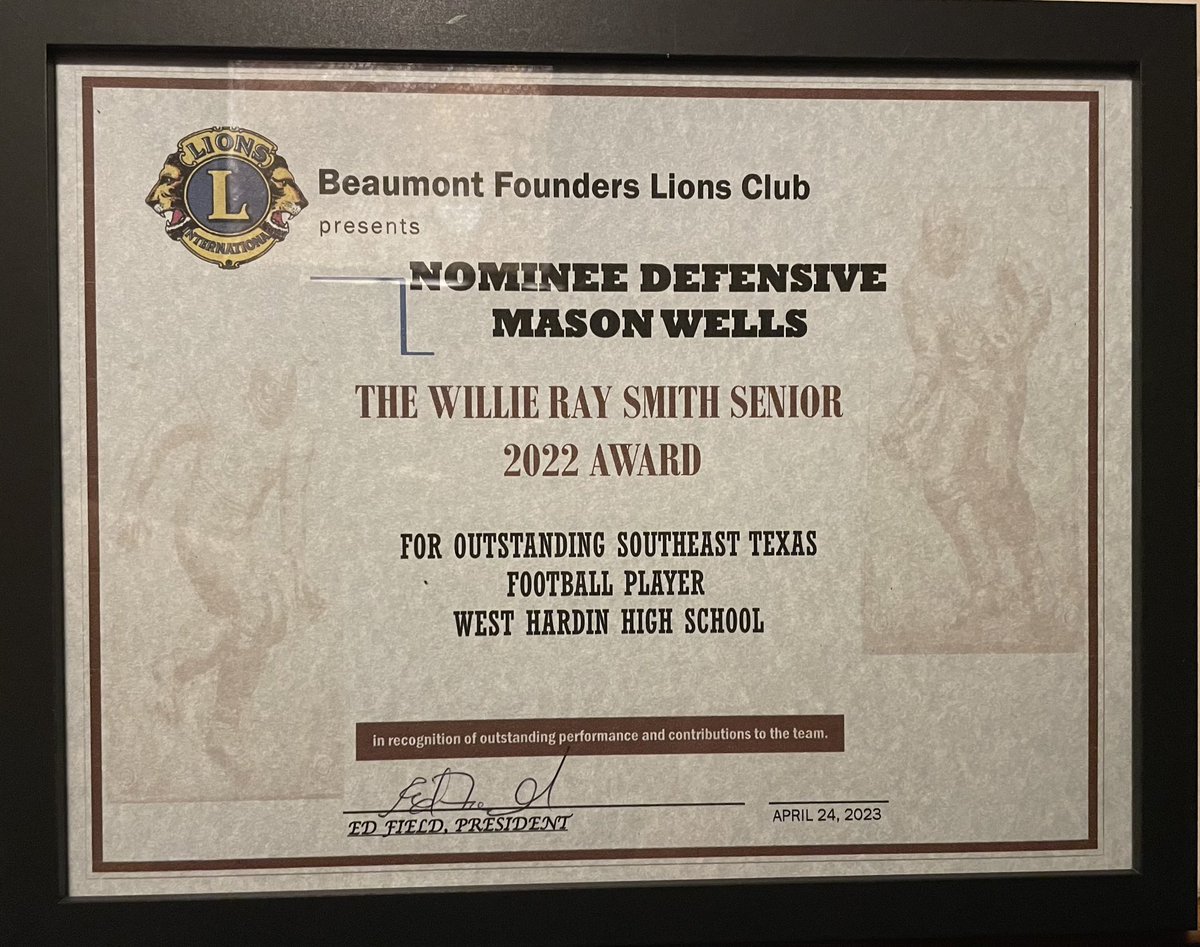 LIONS
L
INTERNATIONAL
Beaumont Founders Lions Club
presents
NOMINEE DEFENSIVE
MASON WELLS
THE WILLIE RAY SMITH SENIOR
2022 AWARD
FOR OUTSTANDING SOUTHEAST TEXAS
FOOTBALL PLAYER
WEST HARDIN HIGH SCHOOL
in recognition of outstanding performance and contributions to the team.
ED FIELD, PRESIDENT
APRIL 24, 2023